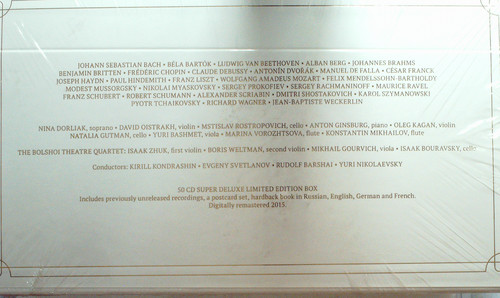 JOHANN SEBASTIAN BACH • BÉLA BARTÓK • LUDWIG VAN BEETHOVEN • ALBAN BERG • JOHANNES BRAHMS
BENJAMIN BRITTEN • FRÉDÉRIC CHOPIN • CLAUDE DEBUSSY • ANTONÍN DVOŘÁK • MANUEL DE FALLA • CÉSAR FRANCK
JOSEPH HAYDN • PAUL HINDEMITH • FRANZ LISZT • WOLFGANG AMADEUS MOZART • FELIX MENDELSSOHN-BARTHOLDY
MODEST MUSSORGSKY • NIKOLAI MYASKOVSKY • SERGEY PROKOFIEV • SERGEY RACHMANINOFF • MAURICE RAVEL
FRANZ SCHUBERT • ROBERT SCHUMANN • ALEXANDER SCRIABIN • DMITRI SHOSTAKOVICH • KAROL SZYMANOWSKI
PYOTR TCHAIKOVSKY • RICHARD WAGNER • JEAN-BAPTISTE WECKERLIN
NINA DORLIAK, soprano • DAVID OISTRAKH, violin • MSTISLAV ROSTROPOVICH, cello • ANTON GINSBURG, piano • OLEG KAGAN, violin
NATALIA GUTMAN, cello • YURI BASHMET, viola • MARINA VOROZHTSOVA, flute • KONSTANTIN MIKHAILOV, flute
THE BOLSHOI THEATRE QUARTET: ISAAK ZHUK, first violin • BORIS WELTMAN, second violin • MIKHAIL GOURVICH, viola • ISAAK BOURAVSKY, cello
Conductors: KIRILL KONDRASHIN • EVGENY SVETLANOV • RUDOLF BARSHAI • YURI NIKOLAEVSKY
50 CD SUPER DELUXE LIMITED EDITION BOX
Includes previously unreleased recordings, a postcard set, hardback book in Russian, English, German and French.
Digitally remastered 2015.